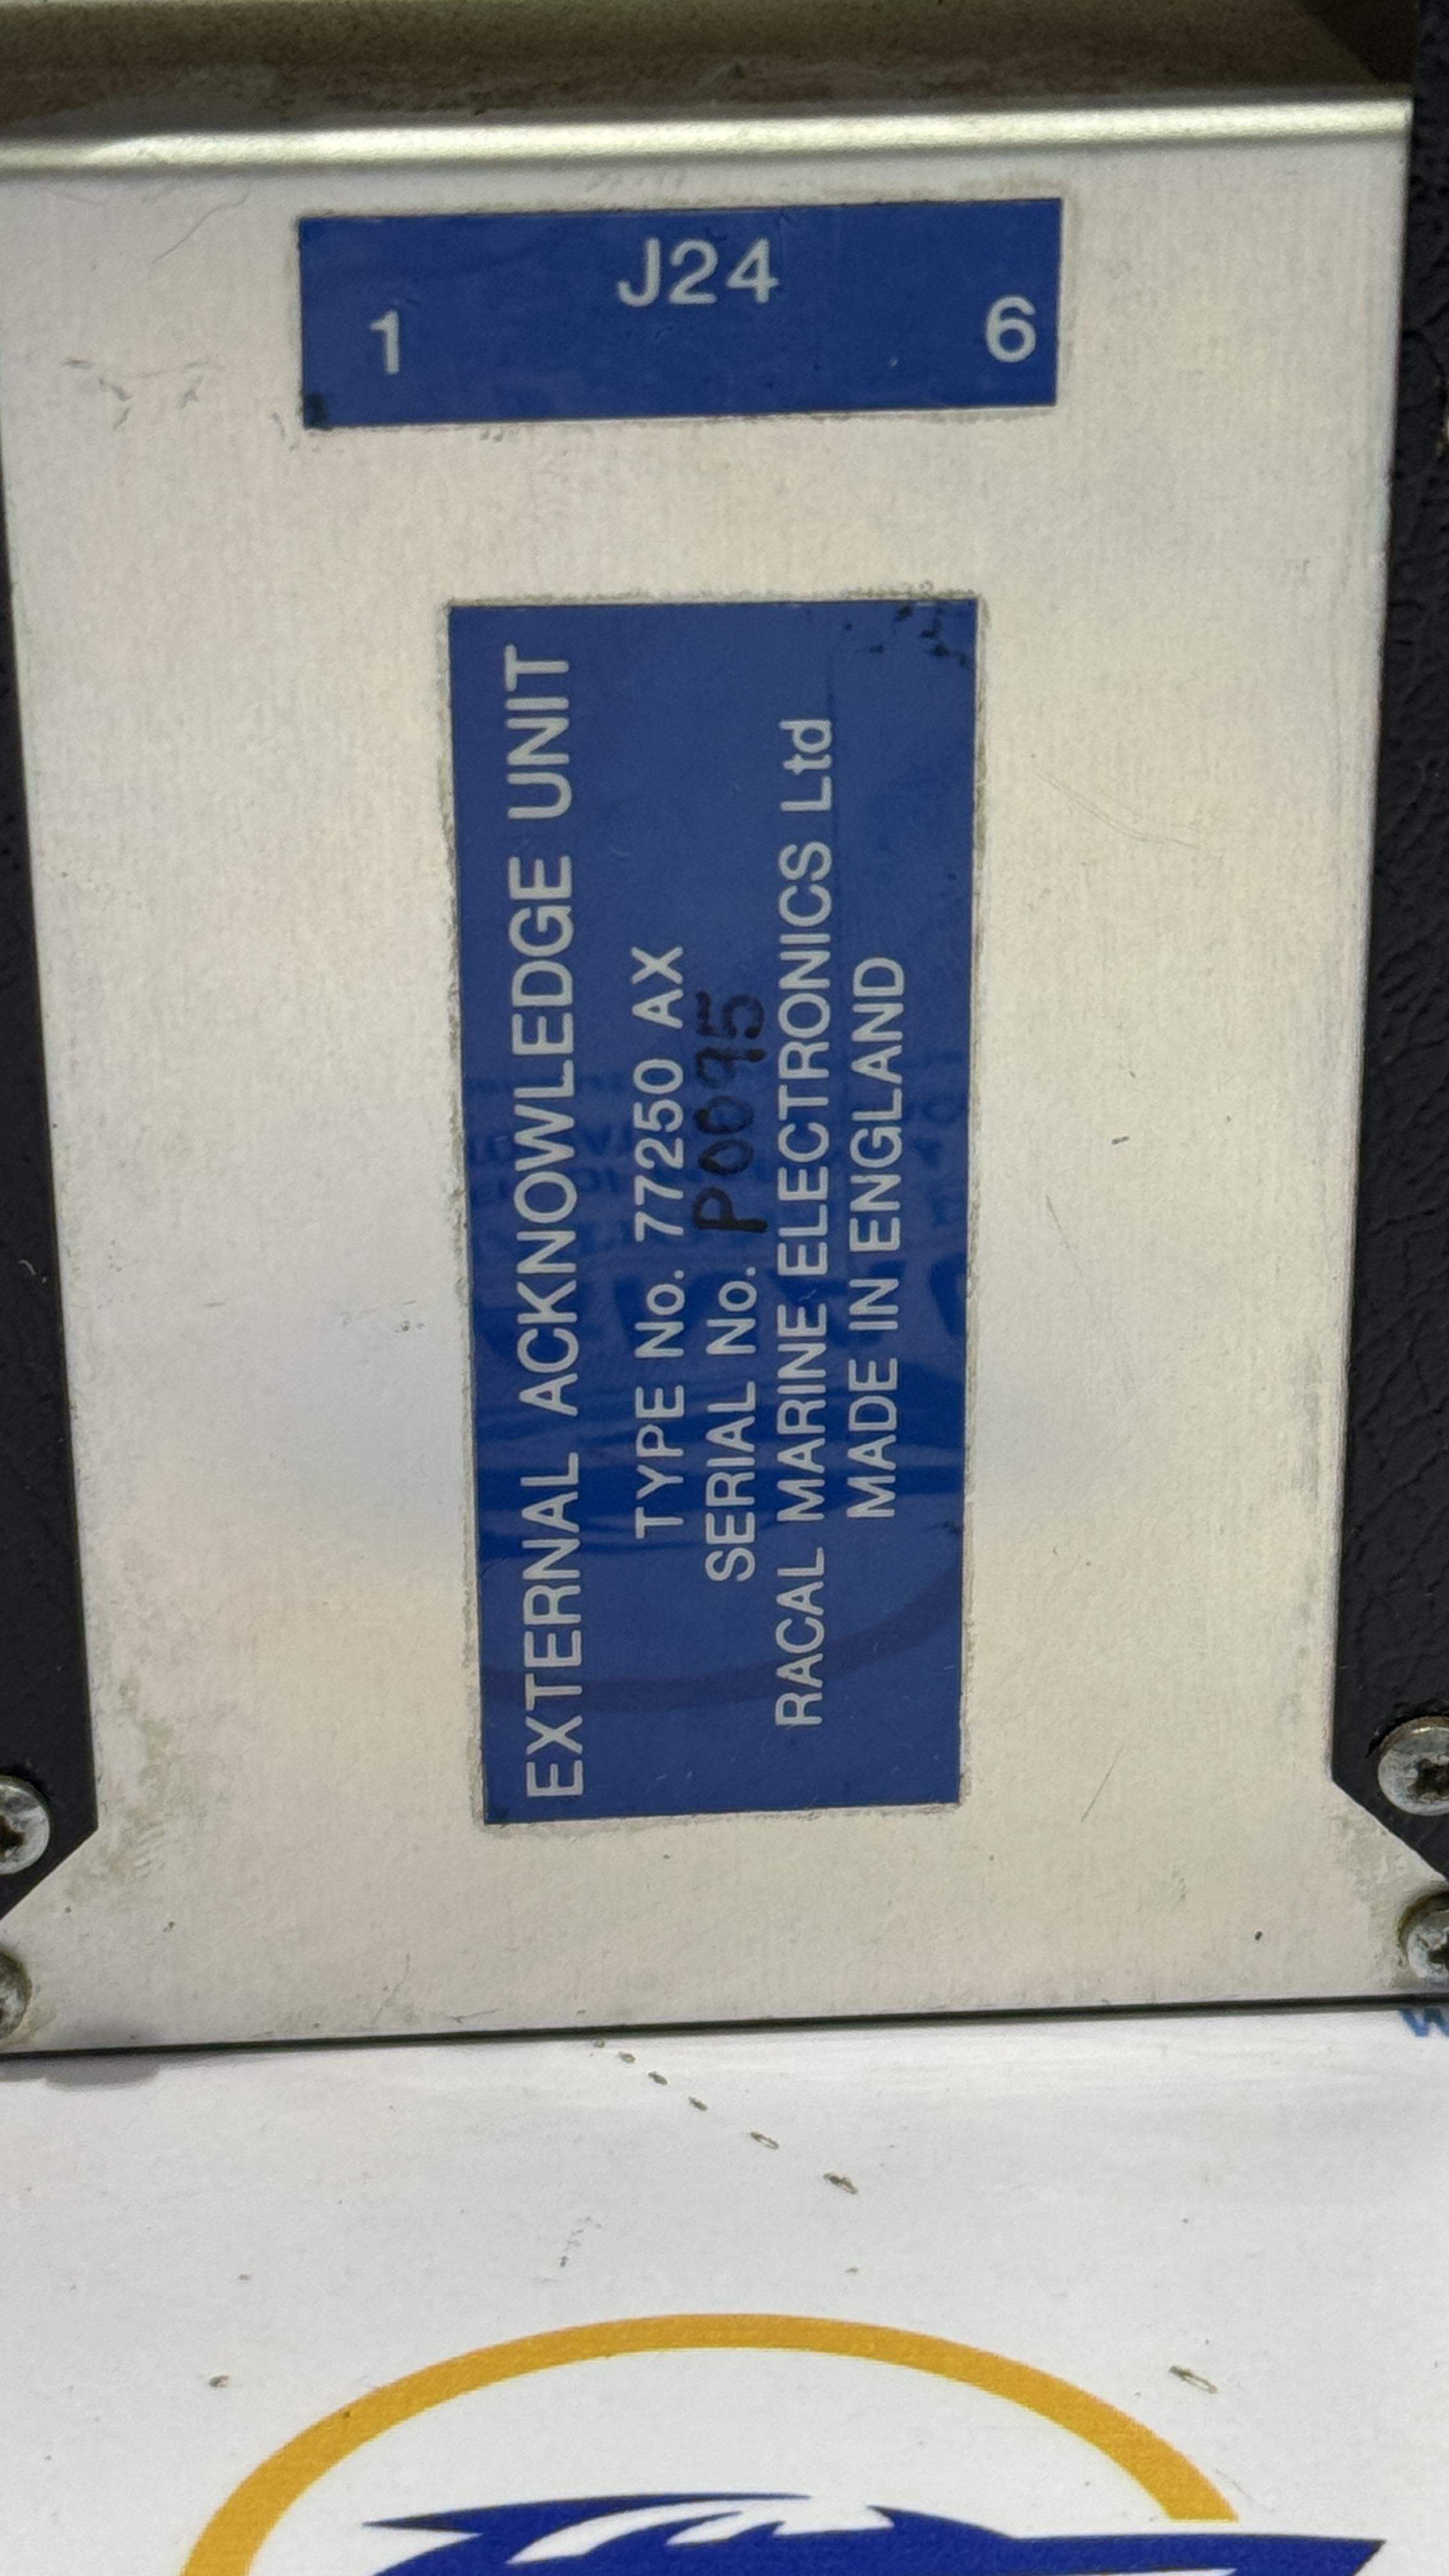 J24
1 6
EXTERNAL ACKNOWLEDGE UNIT
TYPE No. 77250 AX
SERIAL No. P0095
RACAL MARINE ELECTRONICS Ltd
MADE IN ENGLAND